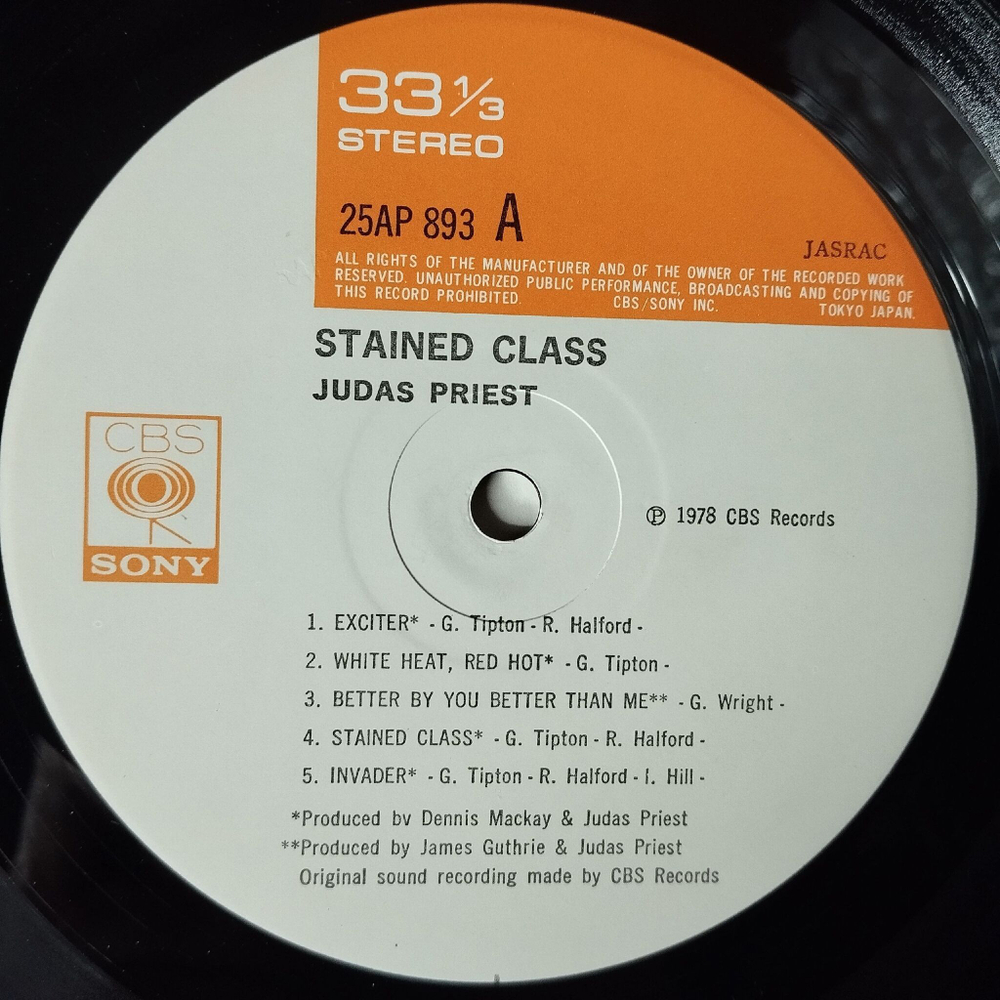 33 1/3
STEREO
25AP 893 A
JASRAC
ALL RIGHTS OF THE MANUFACTURER AND OF THE OWNER OF THE RECORDED WORK
RESERVED. UNAUTHORIZED PUBLIC PERFORMANCE, BROADCASTING AND COPYING OF
THIS RECORD PROHIBITED. CBS/SONY INC. TOKYO JAPAN.
STAINED CLASS
JUDAS PRIEST
CBS
SONY
℗ 1978 CBS Records
1. EXCITER* - G. Tipton - R. Halford -
2. WHITE HEAT, RED HOT* - G. Tipton -
3. BETTER BY YOU BETTER THAN ME** - G. Wright -
4. STAINED CLASS* - G. Tipton - R. Halford -
5. INVADER* - G. Tipton - R. Halford - I. Hill -
*Produced by Dennis Mackay & Judas Priest
**Produced by James Guthrie & Judas Priest
Original sound recording made by CBS Records